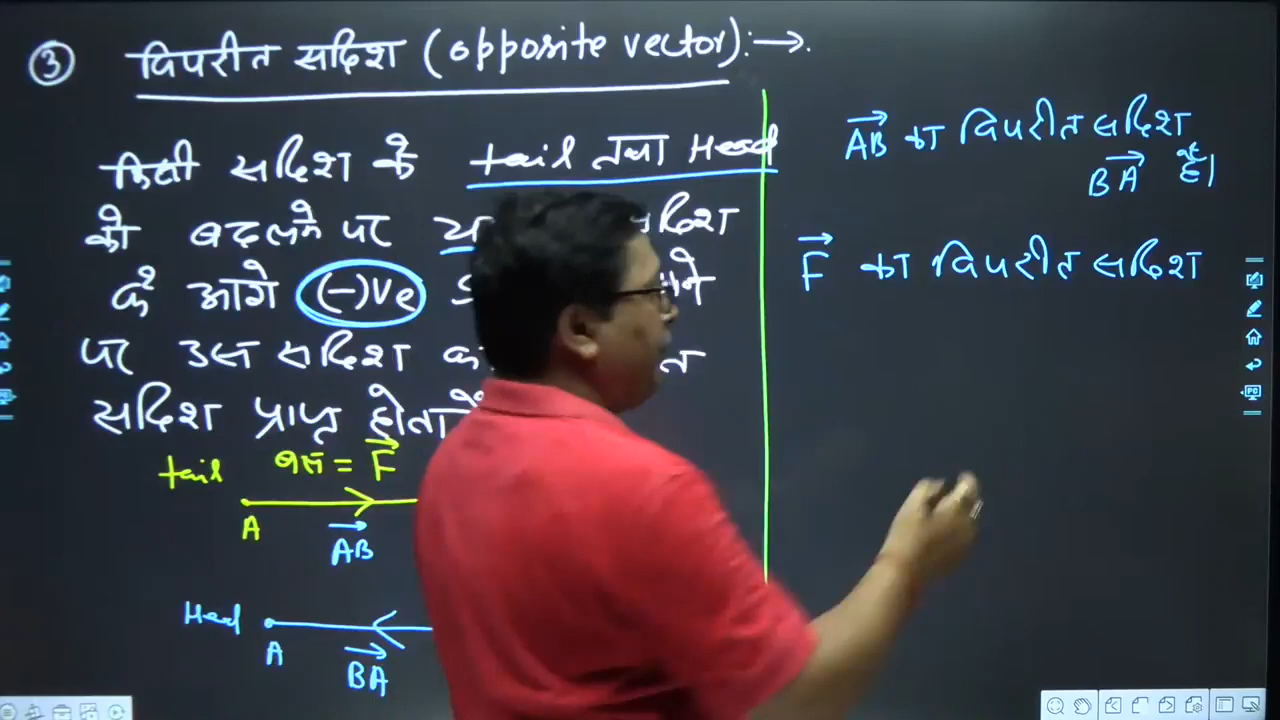 ③ विपरीत सदिश (opposite vector):→.
किसी सदिश के tail तथा Head
को बदलने पर
के आगे (-)ve
पर उस सदिश
सदिश प्राप्त होता
tail बल = F→
A
AB→
Head
A
BA→
AB→ का विपरीत सदिश
BA→ है।
F→ का विपरीत सदिश